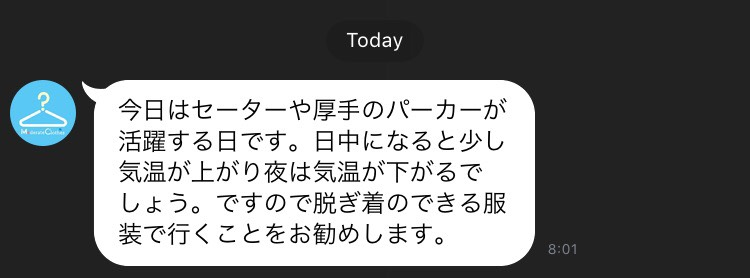 Today
今日はセーターや厚手のパーカーが
活躍する日です。日中になると少し
気温が上がり夜は気温が下がるで
しょう。ですので脱ぎ着のできる服
装で行くことをお勧めします。
8:01